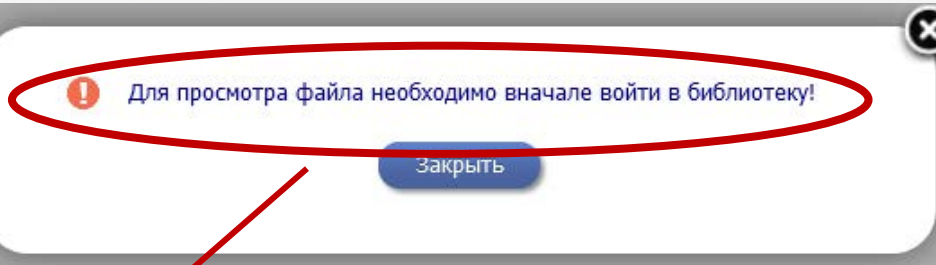 Для просмотра файла необходимо вначале войти в библиотеку!
Закрыть